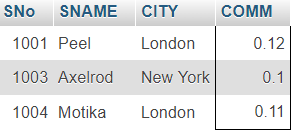 SNo SNAME CITY COMM
1001 Peel London 0.12
1003 Axelrod New York 0.1
1004 Motika London 0.11